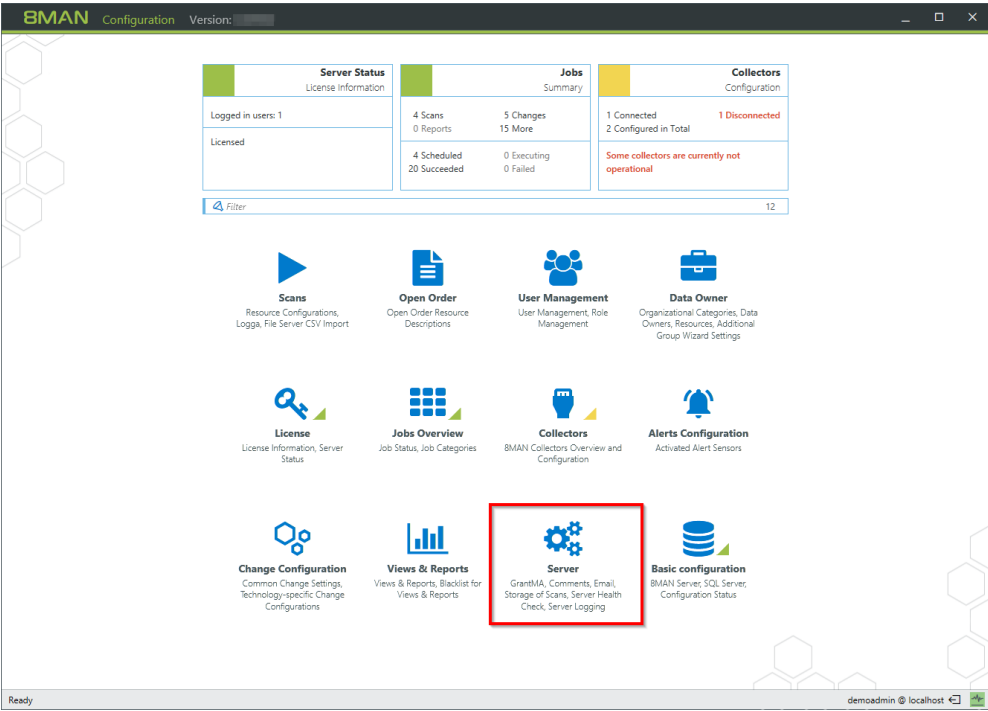 8MAN Configuration Version:
Server Status
License Information
Logged in users: 1
Licensed
Jobs
Summary
4 Scans 5 Changes
0 Reports 15 More
4 Scheduled 0 Executing
20 Succeeded 0 Failed
Collectors
Configuration
1 Connected 1 Disconnected
2 Configured in Total
Some collectors are currently not
operational
Filter 12
Scans
Resource Configurations,
Logga, File Server CSV Import
Open Order
Open Order Resource
Descriptions
User Management
User Management, Role
Management
Data Owner
Organizational Categories, Data
Owners, Resources, Additional
Group Wizard Settings
License
License Information, Server
Status
Jobs Overview
Job Status, Job Categories
Collectors
8MAN Collectors Overview and
Configuration
Alerts Configuration
Activated Alert Sensors
Change Configuration
Common Change Settings,
Technology-specific Change
Configurations
Views & Reports
Views & Reports, Blacklist for
Views & Reports
Server
GrantMA, Comments, Email,
Storage of Scans, Server Health
Check, Server Logging
Basic configuration
8MAN Server, SQL Server,
Configuration Status
Ready
demoadmin @ localhost